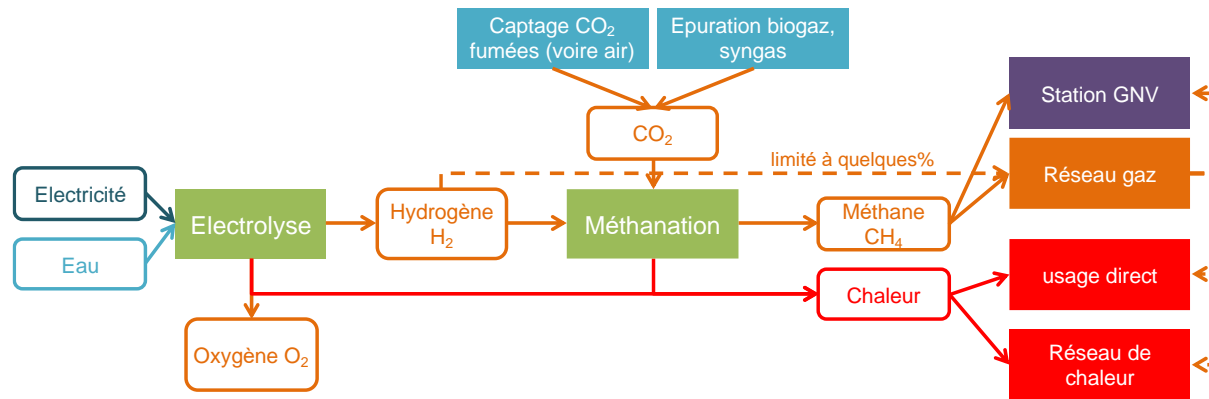 Captage CO₂
fumées (voire air)
Epuration biogaz,
syngas
Station GNV
CO₂
limité à quelques%
Réseau gaz
Electricité
Electrolyse
Hydrogène
H₂
Méthanation
Méthane
CH₄
Eau
usage direct
Chaleur
Oxygène O₂
Réseau de
chaleur